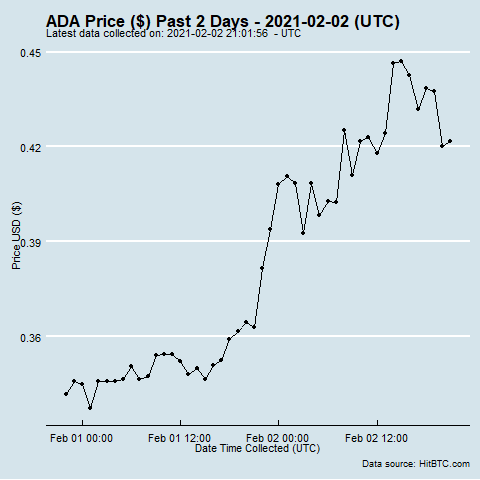 ADA Price ($) Past 2 Days - 2021-02-02 (UTC)
Latest data collected on: 2021-02-02 21:01:56 - UTC
0.45
0.42
0.39
0.36
Price USD ($)
Feb 01 00:00
Feb 01 12:00
Feb 02 00:00
Feb 02 12:00
Date Time Collected (UTC)
Data source: HitBTC.com